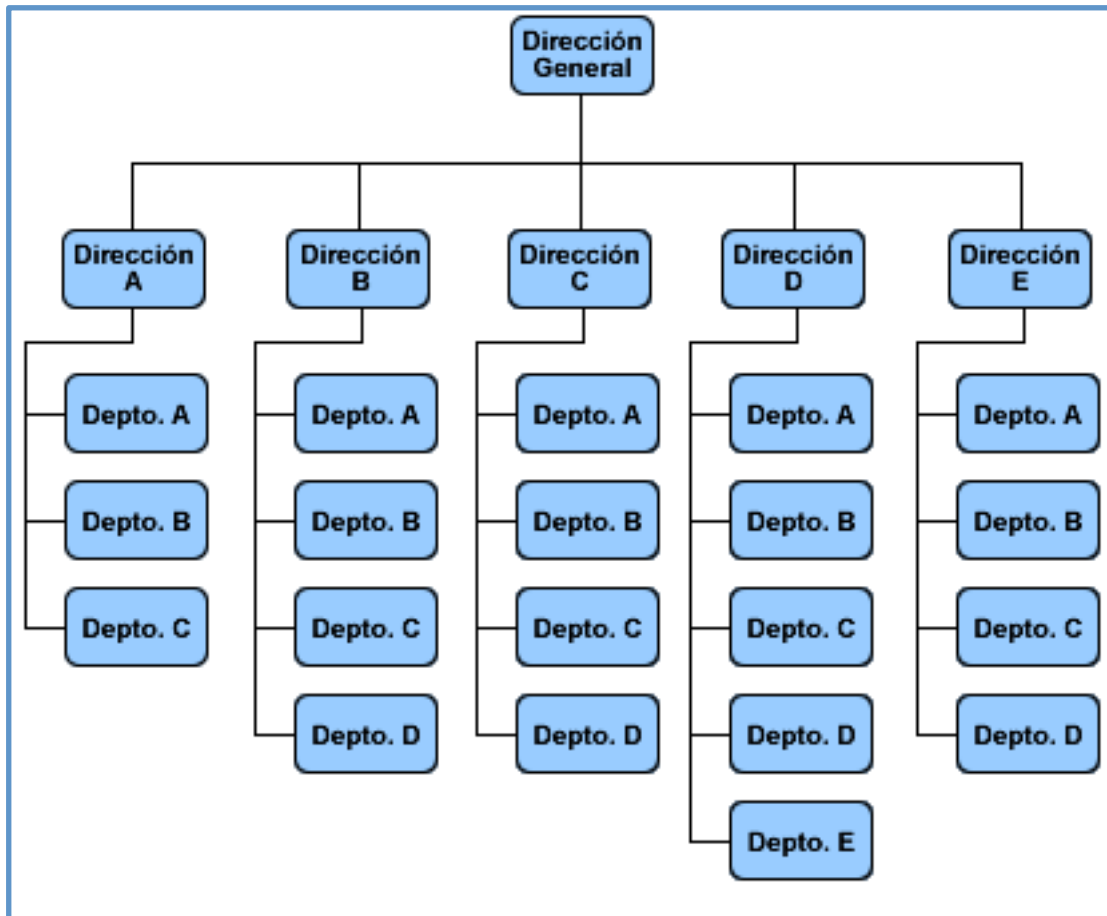 Dirección
General
Dirección
A
Dirección
B
Dirección
C
Dirección
D
Dirección
E
Depto. A
Depto. B
Depto. C
Depto. A
Depto. B
Depto. C
Depto. D
Depto. A
Depto. B
Depto. C
Depto. D
Depto. A
Depto. B
Depto. C
Depto. D
Depto. E
Depto. A
Depto. B
Depto. C
Depto. D